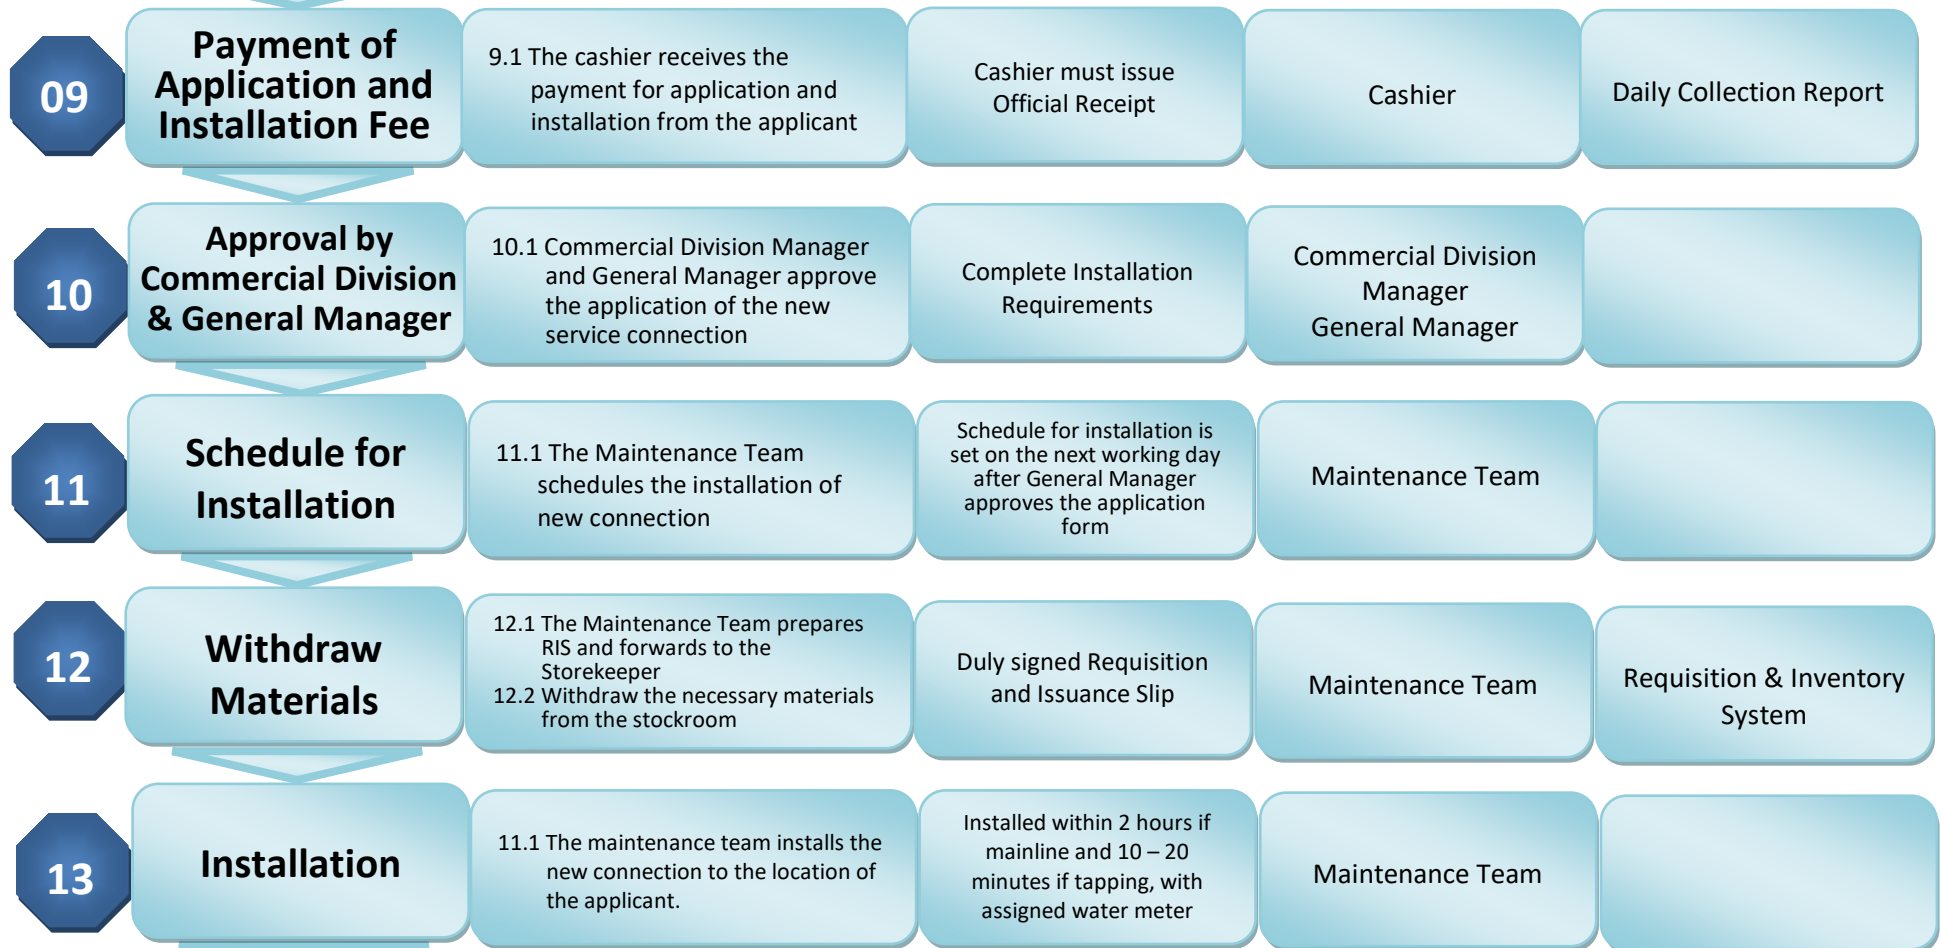 09
Payment of
Application and
Installation Fee
9.1 The cashier receives the
payment for application and
installation from the applicant
Cashier must issue
Official Receipt
Cashier
Daily Collection Report
10
Approval by
Commercial Division
& General Manager
10.1 Commercial Division Manager
and General Manager approve
the application of the new
service connection
Complete Installation
Requirements
Commercial Division
Manager
General Manager
11
Schedule for
Installation
11.1 The Maintenance Team
schedules the installation of
new connection
Schedule for installation is
set on the next working day
after General Manager
approves the application
form
Maintenance Team
12
Withdraw
Materials
12.1 The Maintenance Team prepares
RIS and forwards to the
Storekeeper
12.2 Withdraw the necessary materials
from the stockroom
Duly signed Requisition
and Issuance Slip
Maintenance Team
Requisition & Inventory
System
13
Installation
11.1 The maintenance team installs the
new connection to the location of
the applicant.
Installed within 2 hours if
mainline and 10 – 20
minutes if tapping, with
assigned water meter
Maintenance Team